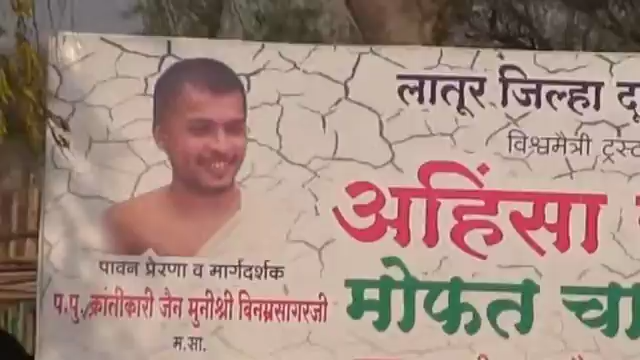 लातूर जिल्हा दू
विश्वमैत्री ट्रस्ट
अहिंसा
मोफत चा
पावन प्रेरणा व मार्गदर्शक
प.पु. क्रांतीकारी जैन मुनीश्री विनम्रसागरजी
म.सा.